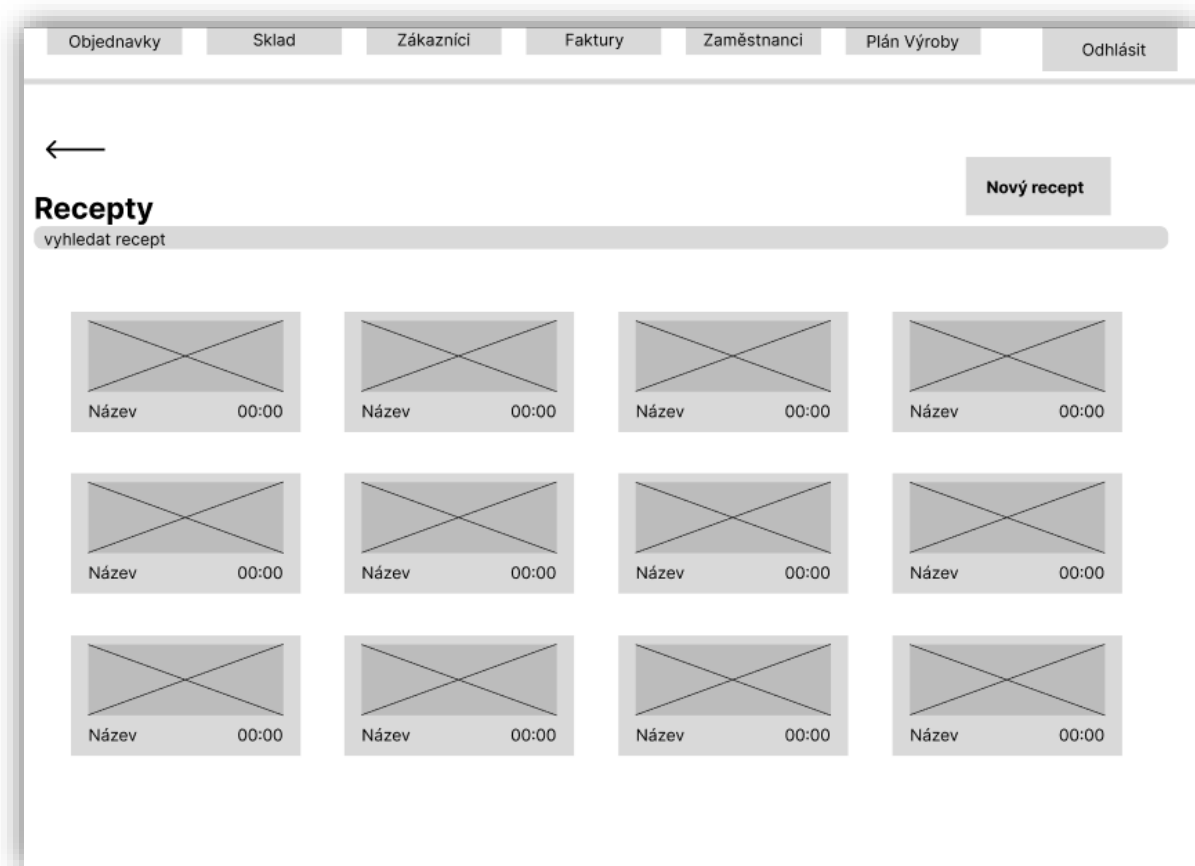 Objednavky Sklad Zákazníci Faktury Zaměstnanci Plán Výroby Odhlásit
Nový recept
Recepty
vyhledat recept
Název 00:00 Název 00:00 Název 00:00 Název 00:00
Název 00:00 Název 00:00 Název 00:00 Název 00:00
Název 00:00 Název 00:00 Název 00:00 Název 00:00